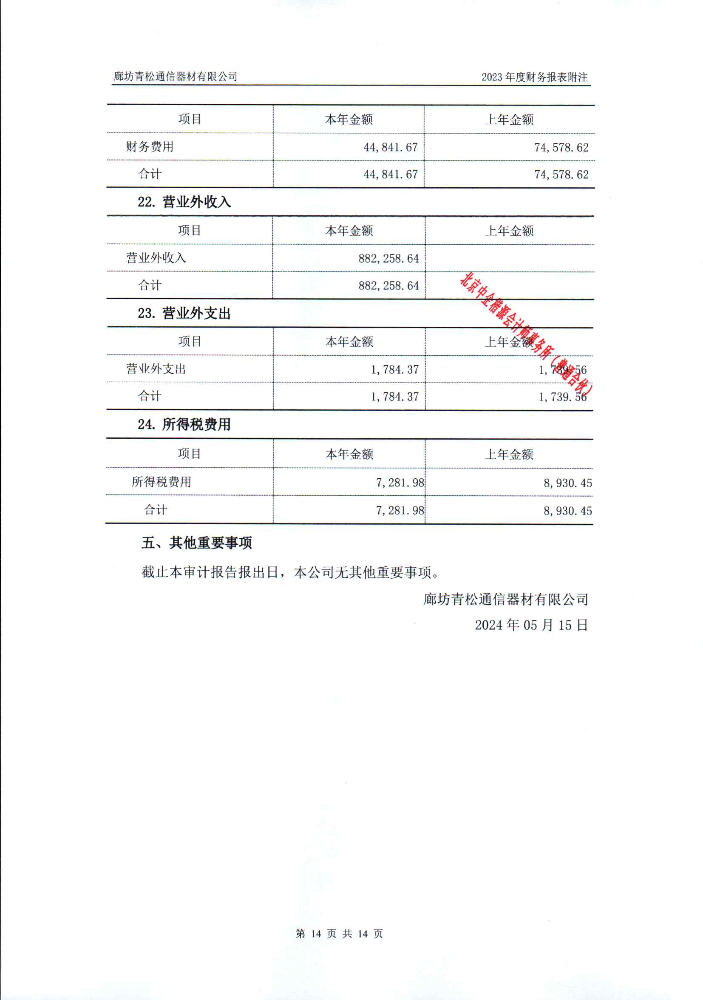 廊坊青松通信器材有限公司 2023 年度财务报表附注
项目 本年金额 上年金额
财务费用 44,841.67 74,578.62
合计 44,841.67 74,578.62
22. 营业外收入
项目 本年金额 上年金额
营业外收入 882,258.64
合计 882,258.64
北京中企楷源会计师事务所（普通合伙）
23. 营业外支出
项目 本年金额 上年金额
营业外支出 1,784.37 1,739.56
合计 1,784.37 1,739.56
24. 所得税费用
项目 本年金额 上年金额
所得税费用 7,281.98 8,930.45
合计 7,281.98 8,930.45
五、其他重要事项
截止本审计报告报出日，本公司无其他重要事项。
廊坊青松通信器材有限公司
2024 年 05 月 15 日
第 14 页 共 14 页